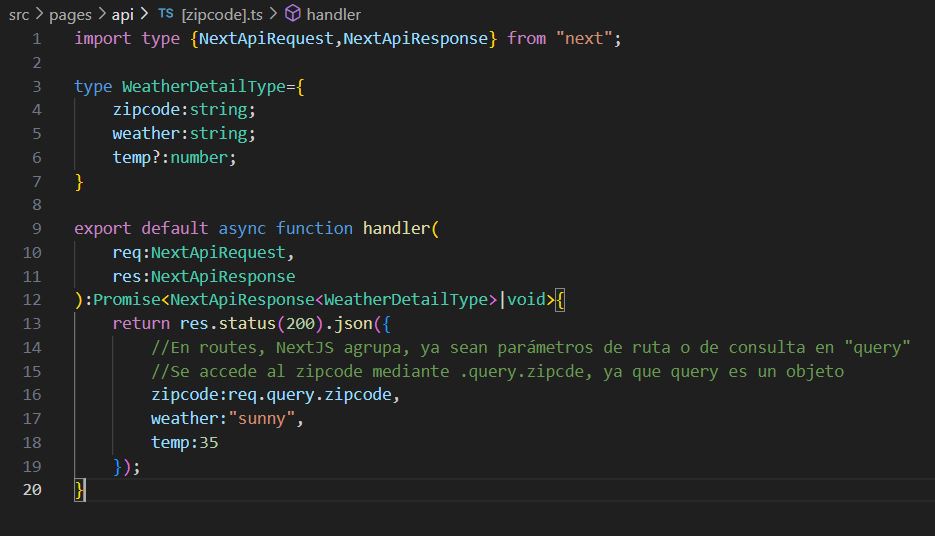 src > pages > api > TS [zipcode].ts > handler
1 import type {NextApiRequest,NextApiResponse} from "next";
2
3 type WeatherDetailType={
4     zipcode:string;
5     weather:string;
6     temp?:number;
7 }
8
9 export default async function handler(
10     req:NextApiRequest,
11     res:NextApiResponse
12 ):Promise<NextApiResponse<WeatherDetailType>|void>{
13     return res.status(200).json({
14         //En routes, NextJS agrupa, ya sean parámetros de ruta o de consulta en "query"
15         //Se accede al zipcode mediante .query.zipcde, ya que query es un objeto
16         zipcode:req.query.zipcode,
17         weather:"sunny",
18         temp:35
19     });
20 }